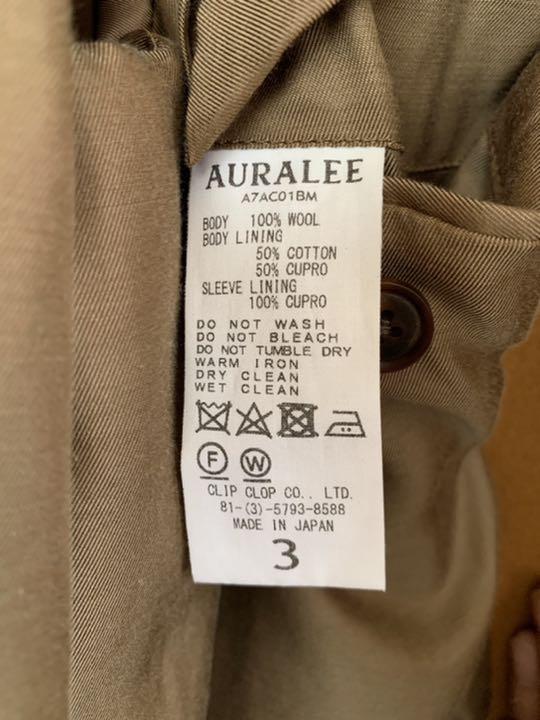 AURALEE
A7AC01BM
BODY 100% WOOL
BODY LINING
50% COTTON
50% CUPRO
SLEEVE LINING
100% CUPRO
DO NOT WASH
DO NOT BLEACH
DO NOT TUMBLE DRY
WARM IRON
DRY CLEAN
WET CLEAN
F W
CLIP CLOP CO., LTD.
81-(3)-5793-8588
MADE IN JAPAN
3